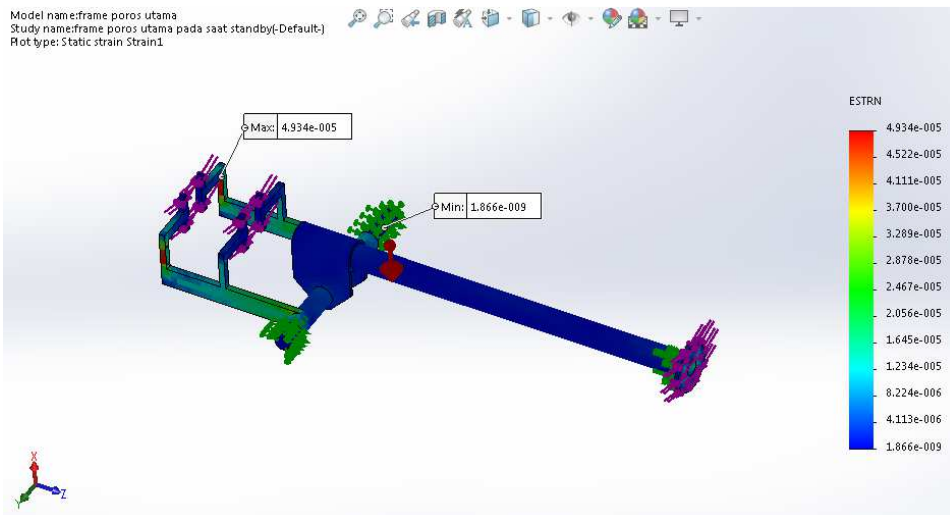 Model name:frame poros utama
Study name:frame poros utama pada saat standby(-Default-)
Plot type: Static strain Strain1
ESTRN
Max: 4.934e-005
Min: 1.866e-009
4.934e-005
4.522e-005
4.111e-005
3.700e-005
3.289e-005
2.878e-005
2.467e-005
2.056e-005
1.645e-005
1.234e-005
8.224e-006
4.113e-006
1.866e-009
X
Y
Z